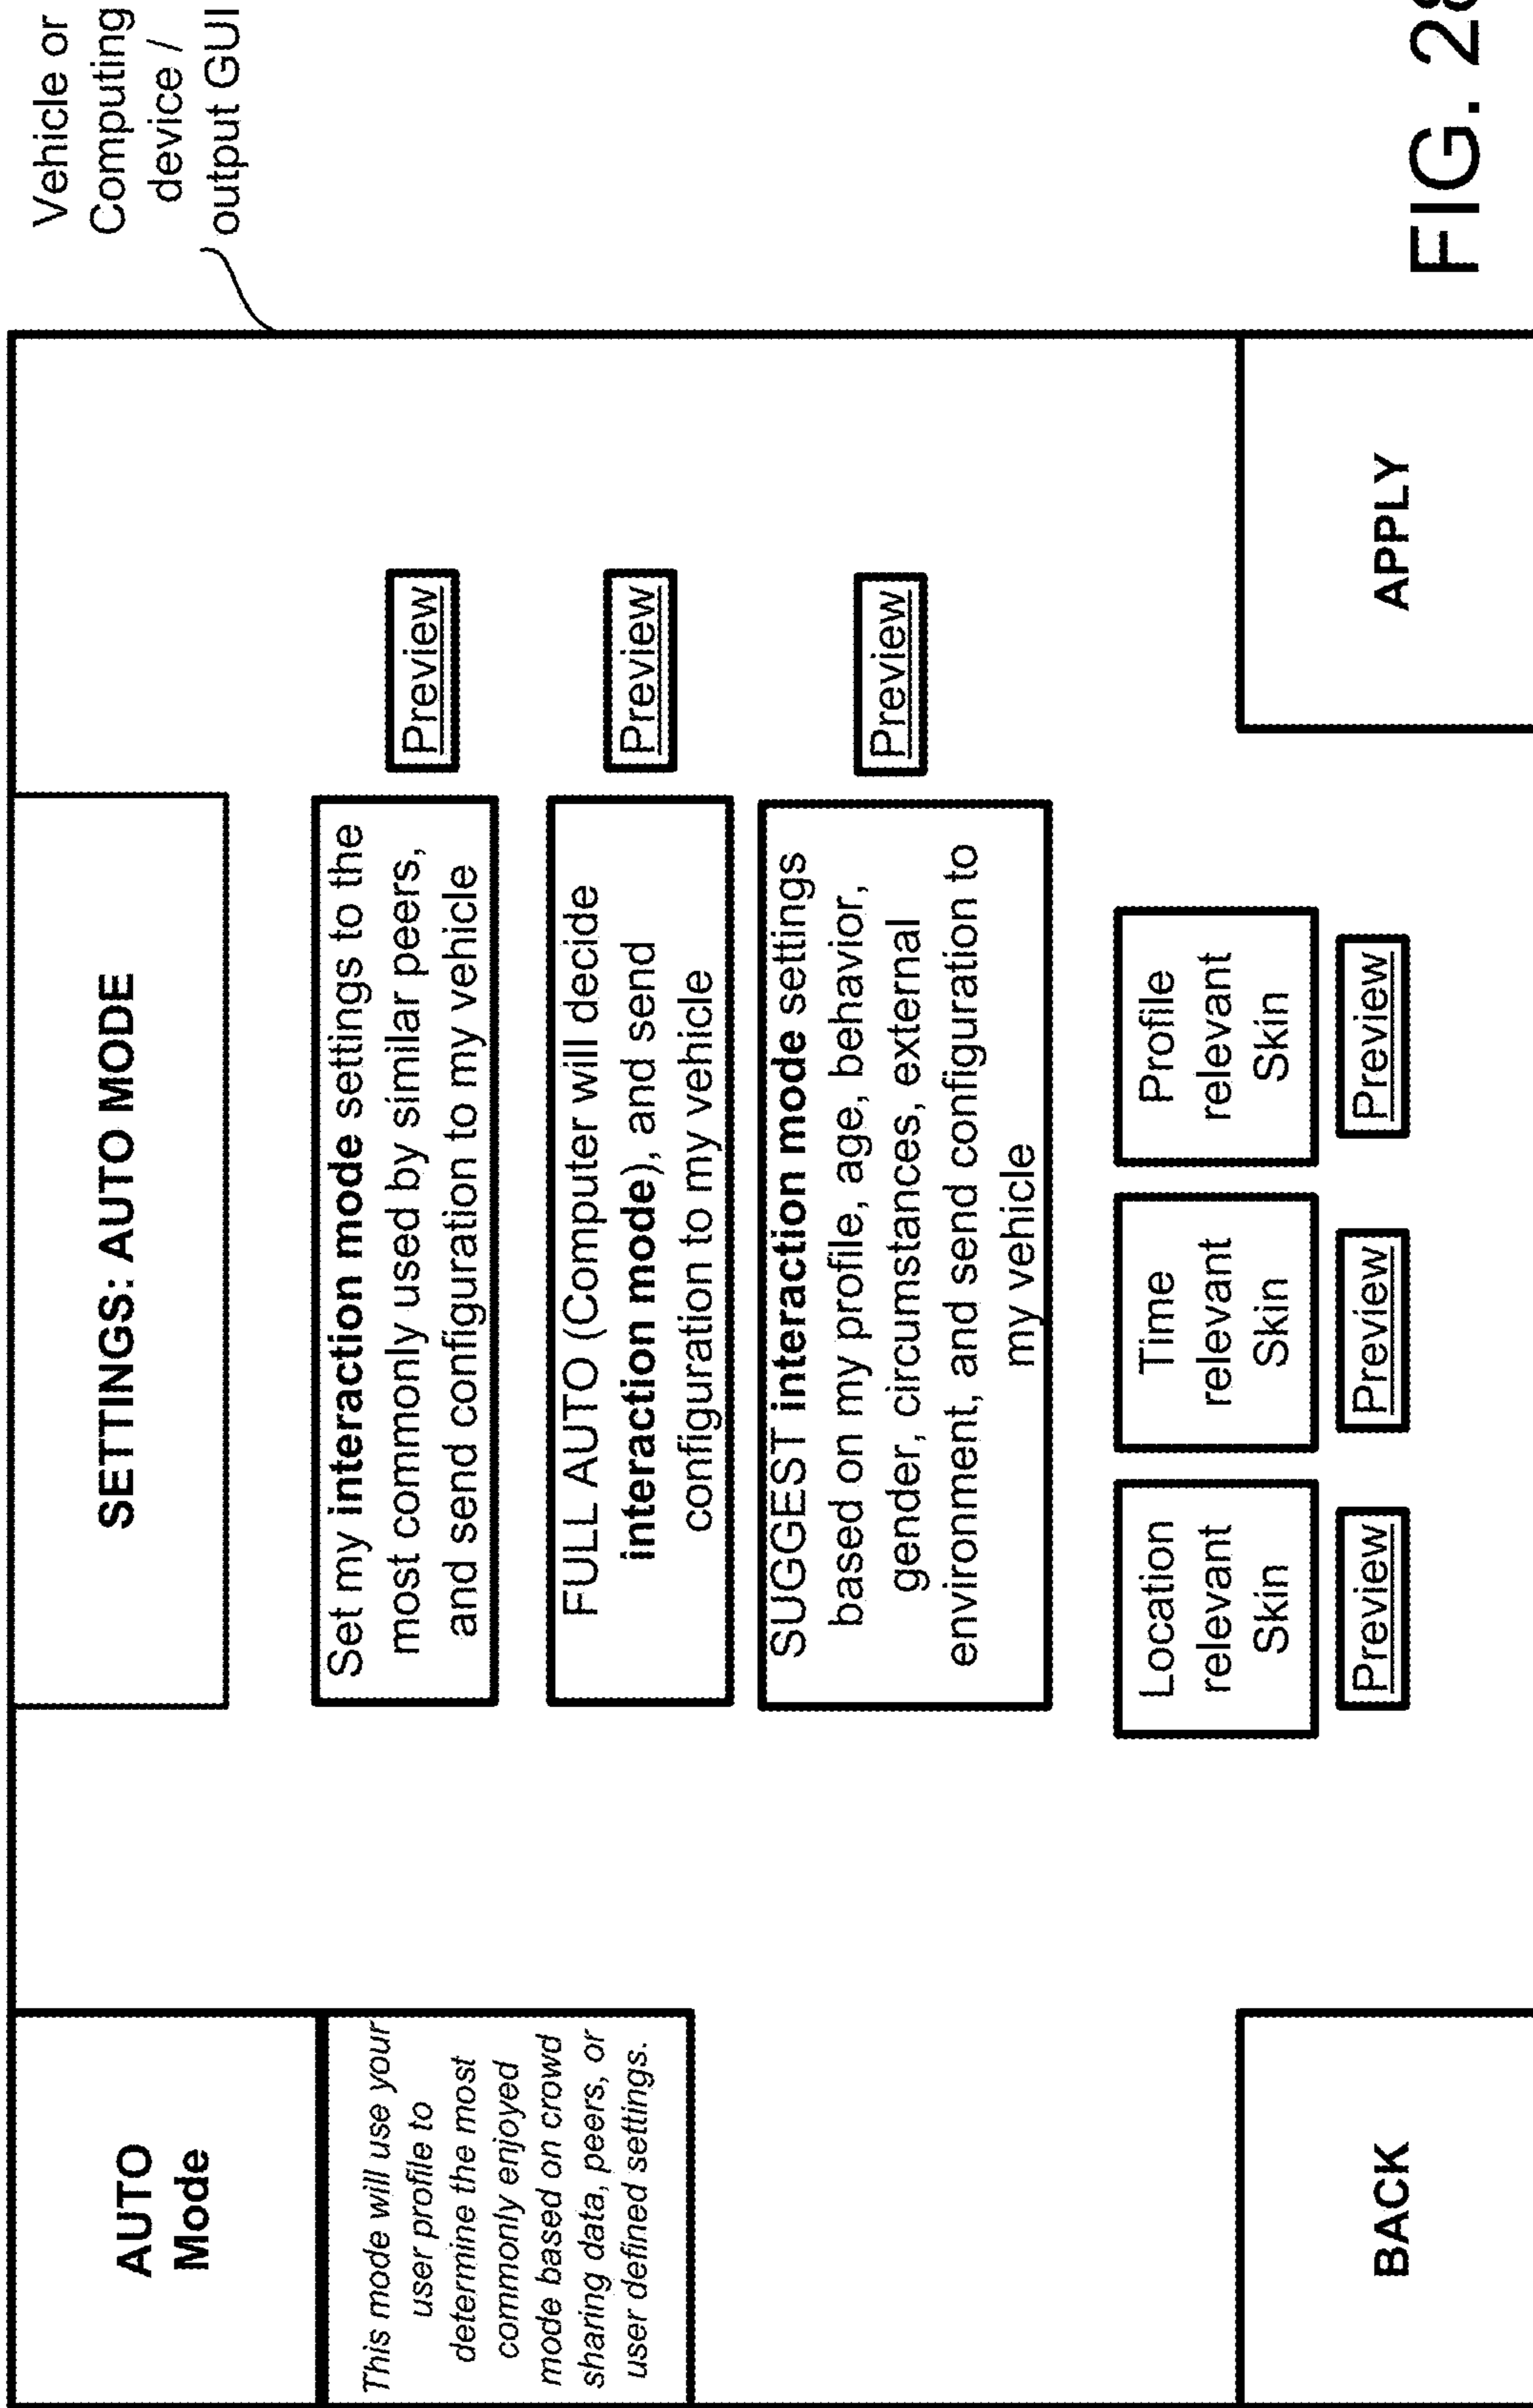 AUTO
Mode
This mode will use your
user profile to
determine the most
commonly enjoyed
mode based on crowd
sharing data, peers, or
user defined settings.
SETTINGS: AUTO MODE
Set my interaction mode settings to the
most commonly used by similar peers,
and send configuration to my vehicle
Preview
FULL AUTO (Computer will decide
interaction mode), and send
configuration to my vehicle
Preview
SUGGEST interaction mode settings
based on my profile, age, behavior,
gender, circumstances, external
environment, and send configuration to
my vehicle
Preview
Location
relevant
Skin
Preview
Time
relevant
Skin
Preview
Profile
relevant
Skin
Preview
BACK
APPLY
Vehicle or
Computing
device /
output GUI
FIG. 28